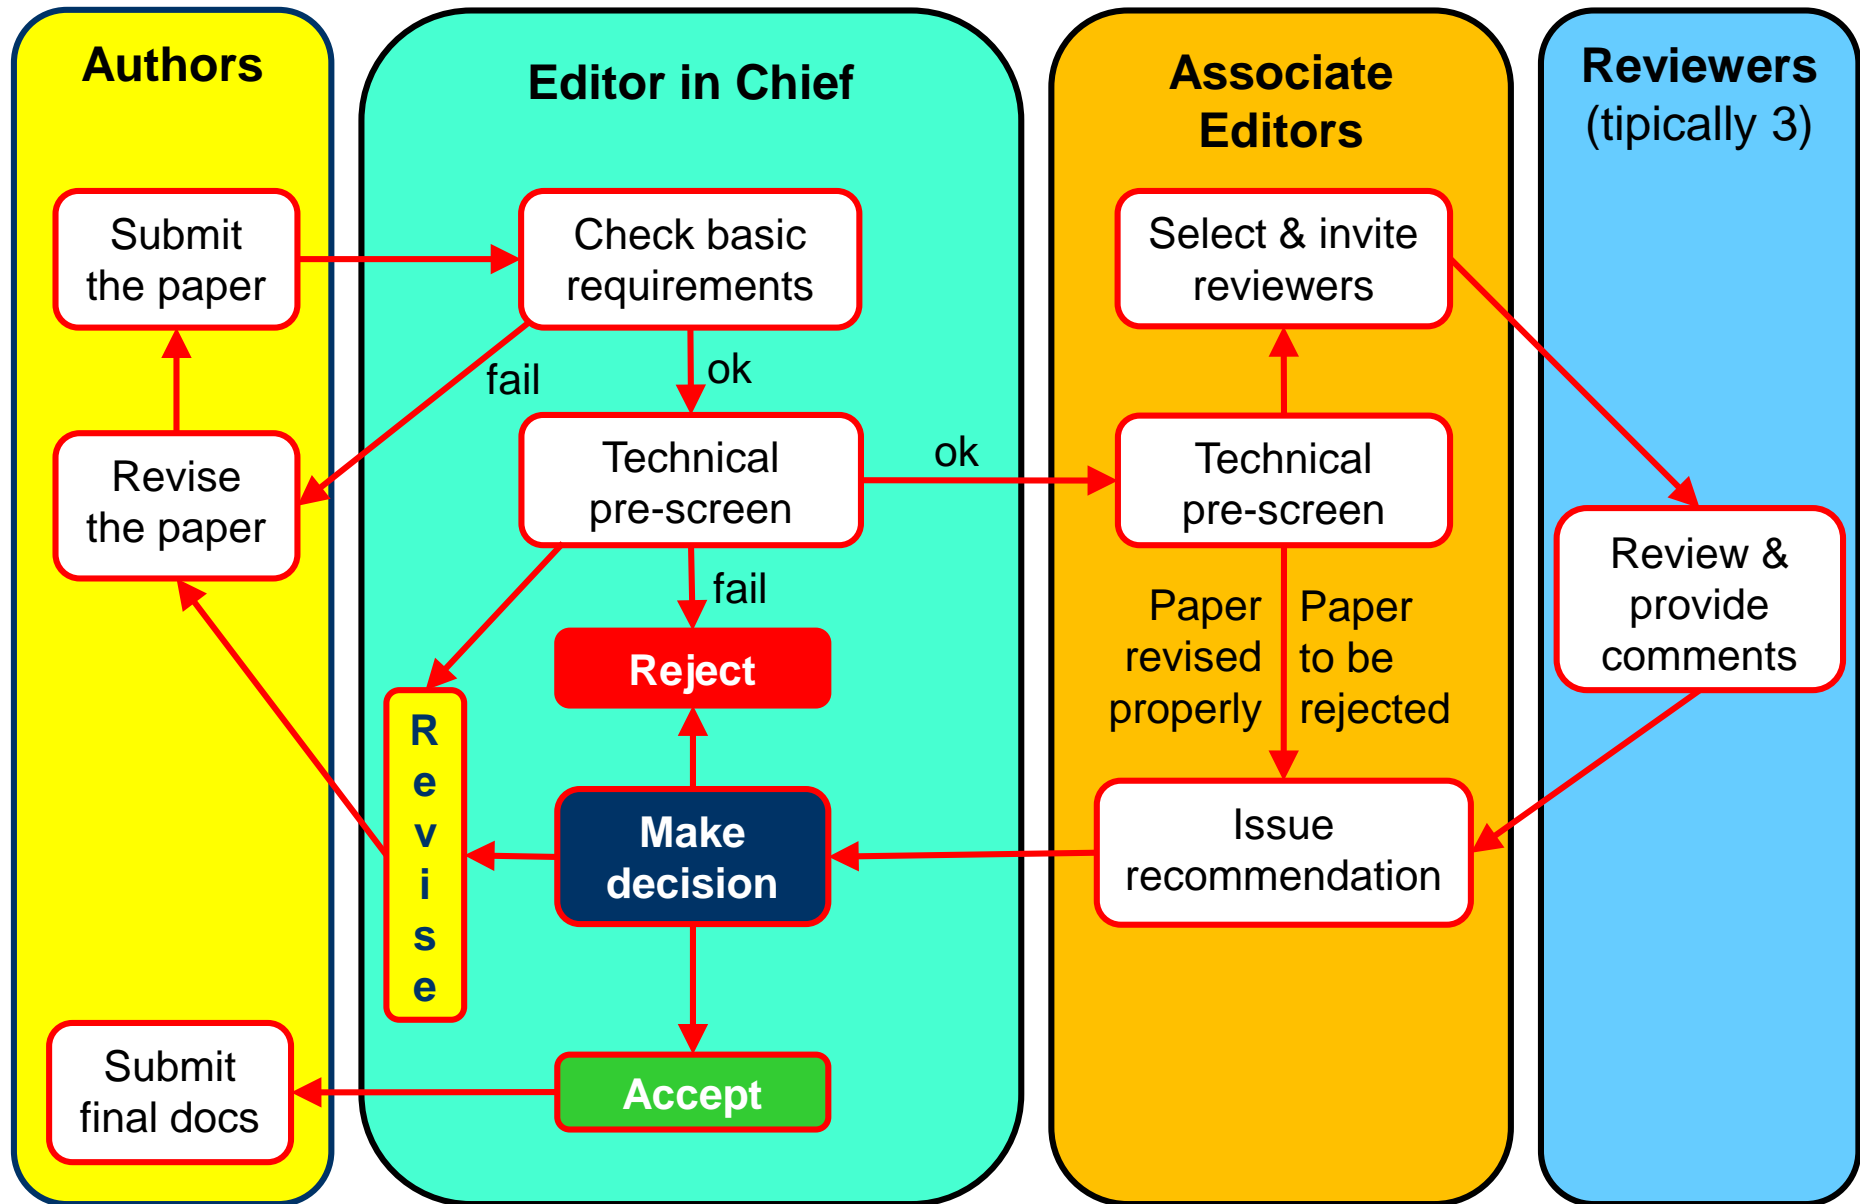 Authors
Submit
the paper
Revise
the paper
Submit
final docs
Editor in Chief
Check basic
requirements
fail
ok
Technical
pre-screen
ok
fail
Reject
R
e
v
i
s
e
Make
decision
Accept
Associate
Editors
Select & invite
reviewers
Technical
pre-screen
Paper
revised
properly
Paper
to be
rejected
Issue
recommendation
Reviewers
(tipically 3)
Review &
provide
comments